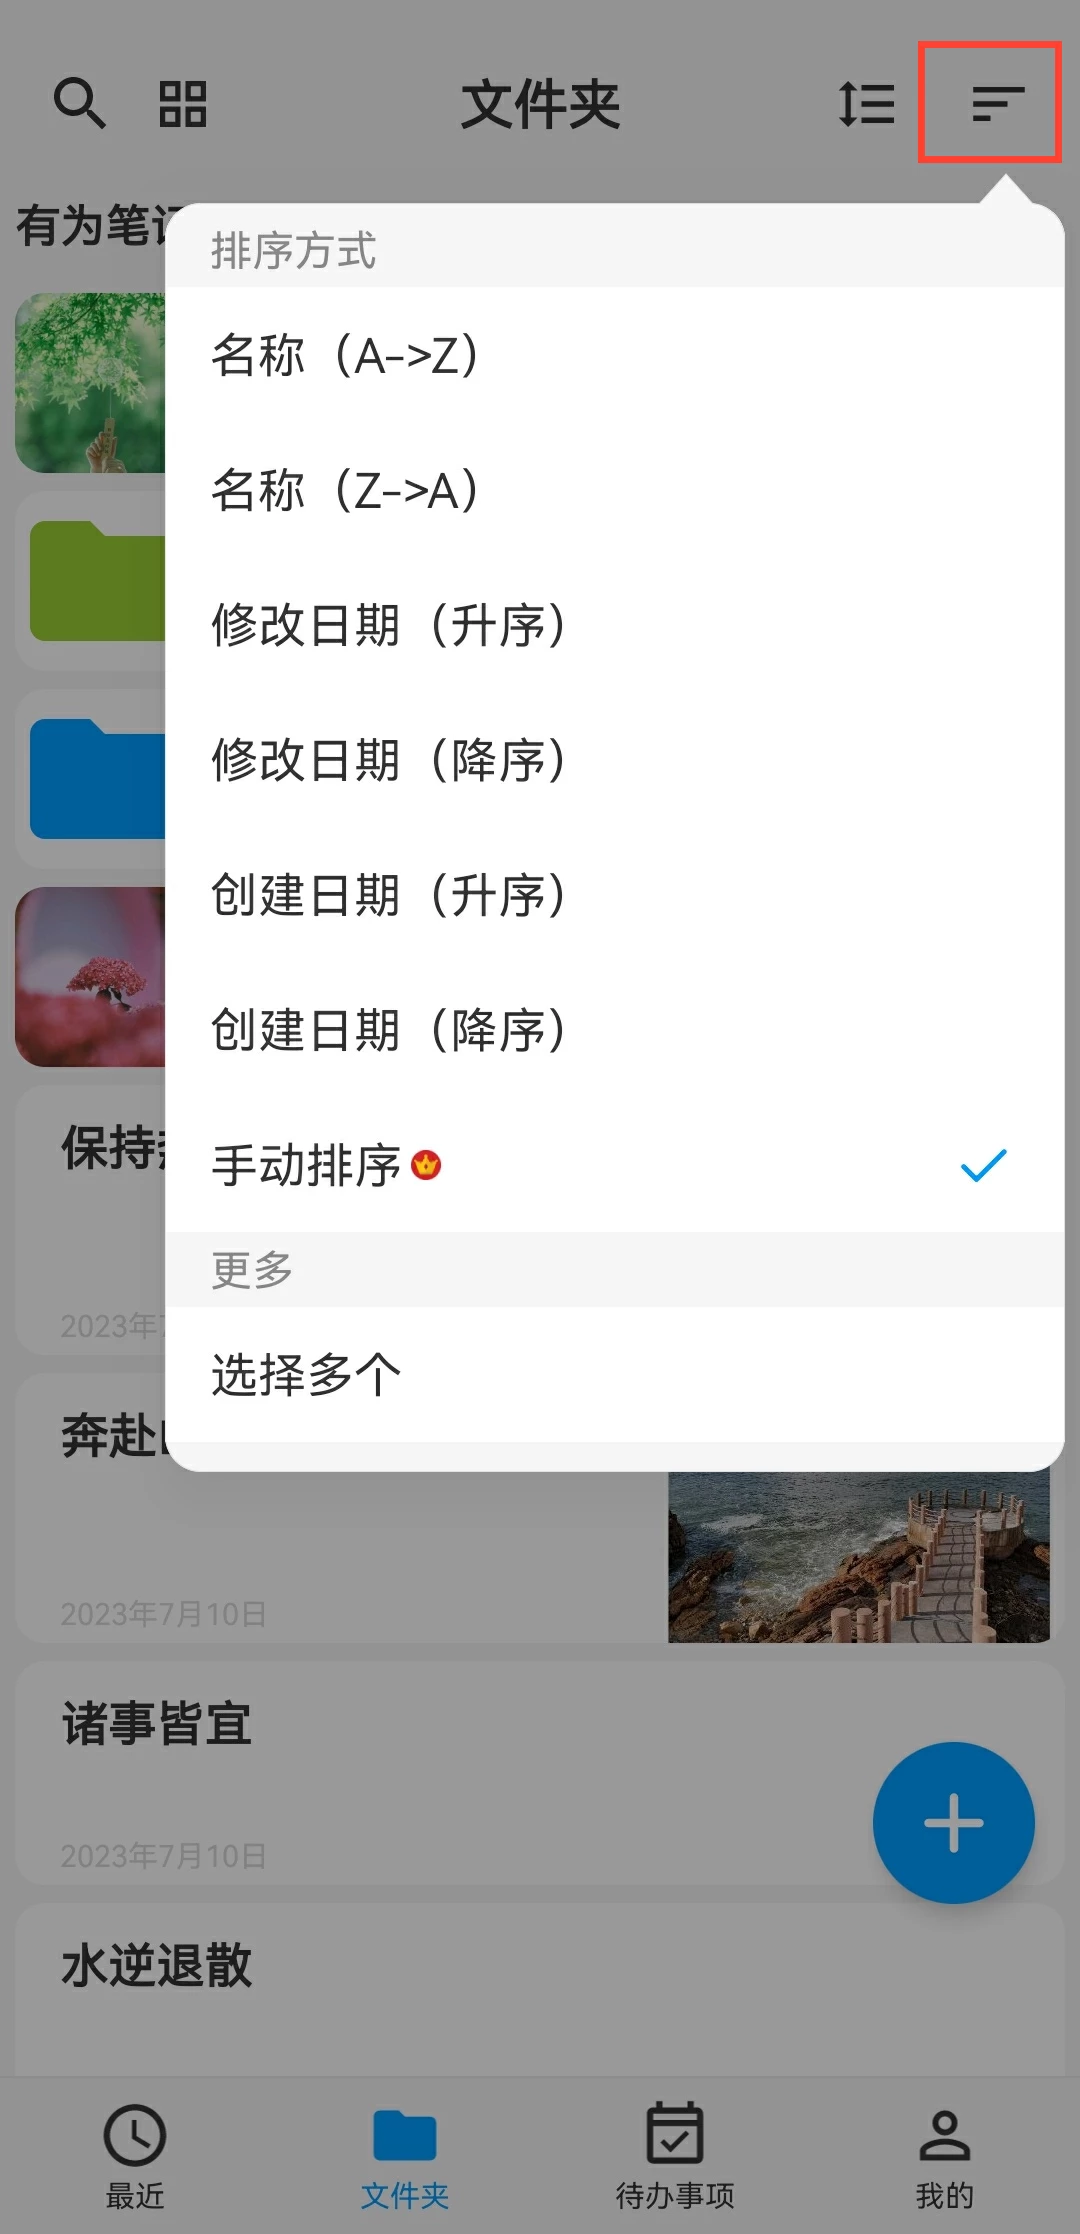 文件夹
有为笔记
排序方式
名称（A->Z）
名称（Z->A）
修改日期（升序）
修改日期（降序）
创建日期（升序）
创建日期（降序）
手动排序
更多
选择多个
保持
2023年7
奔赴
2023年7月10日
诸事皆宜
2023年7月10日
水逆退散
最近
文件夹
待办事项
我的